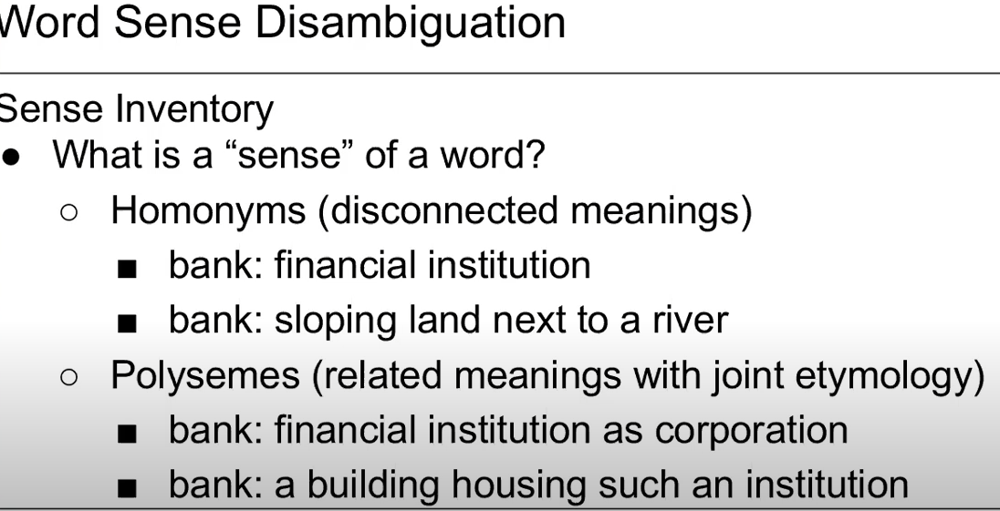 Word Sense Disambiguation
Sense Inventory
● What is a “sense” of a word?
○ Homonyms (disconnected meanings)
■ bank: financial institution
■ bank: sloping land next to a river
○ Polysemes (related meanings with joint etymology)
■ bank: financial institution as corporation
■ bank: a building housing such an institution